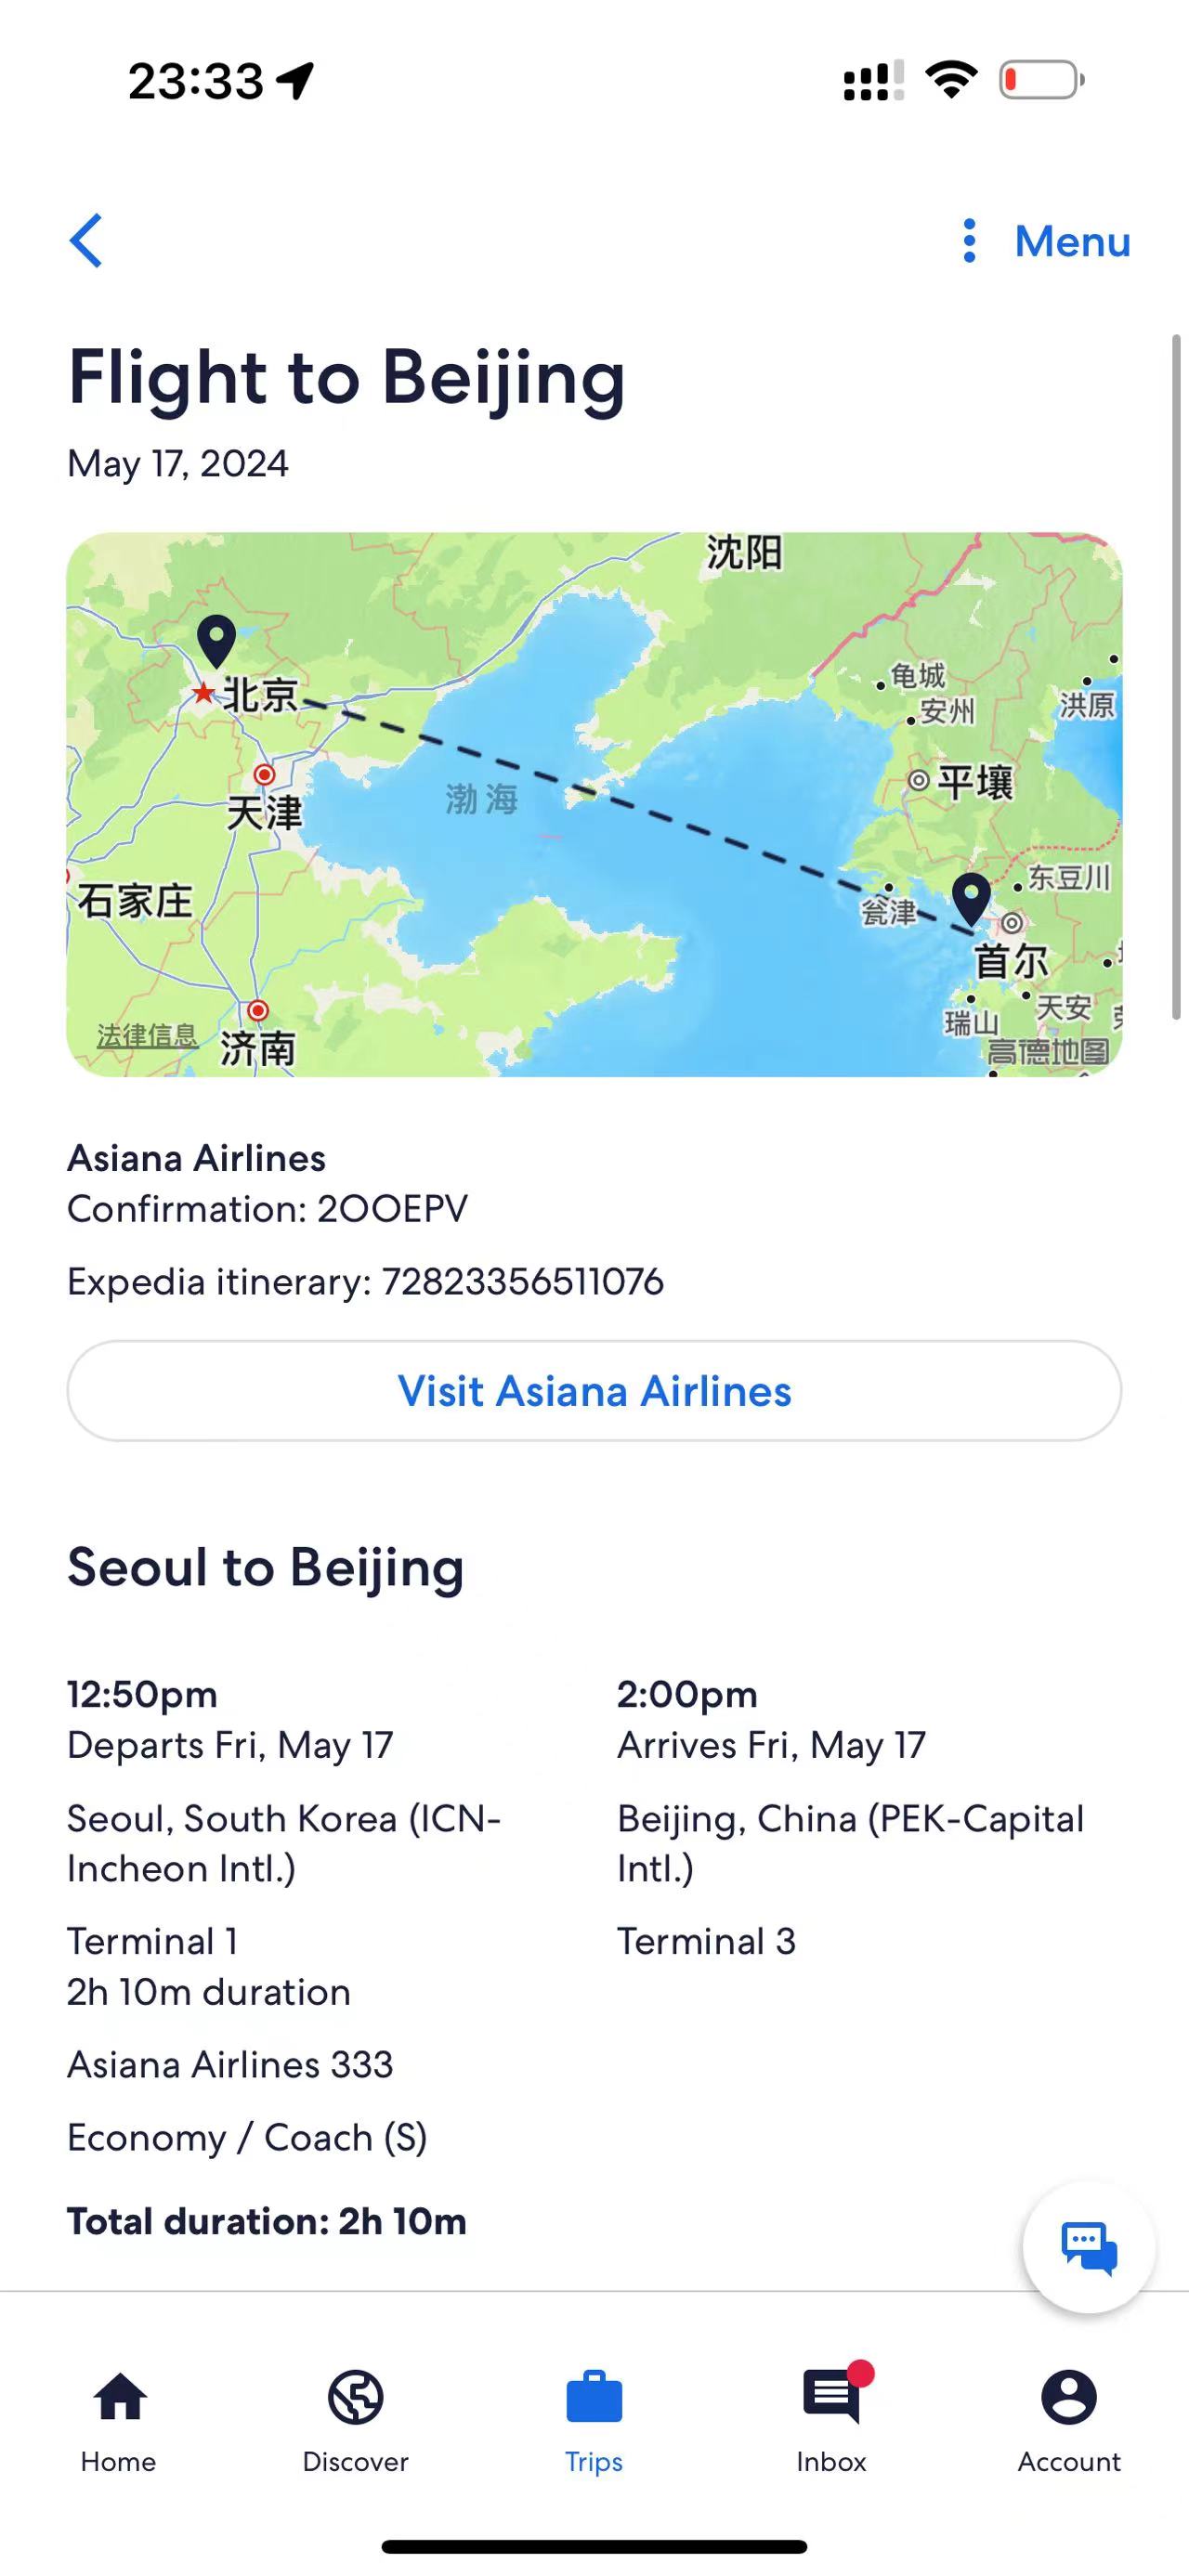 23:33
Menu
Flight to Beijing
May 17, 2024
沈阳
龟城
北京
安州
洪原
平壤
天津
渤海
东豆川
石家庄
瓮津
首尔
天安
瑞山
法律信息
济南
高德地图
Asiana Airlines
Confirmation: 2OOEPV
Expedia itinerary: 72823356511076
Visit Asiana Airlines
Seoul to Beijing
12:50pm
Departs Fri, May 17
Seoul, South Korea (ICN-
Incheon Intl.)
Terminal 1
2h 10m duration
Asiana Airlines 333
Economy / Coach (S)
Total duration: 2h 10m
2:00pm
Arrives Fri, May 17
Beijing, China (PEK-Capital
Intl.)
Terminal 3
Home
Discover
Trips
Inbox
Account